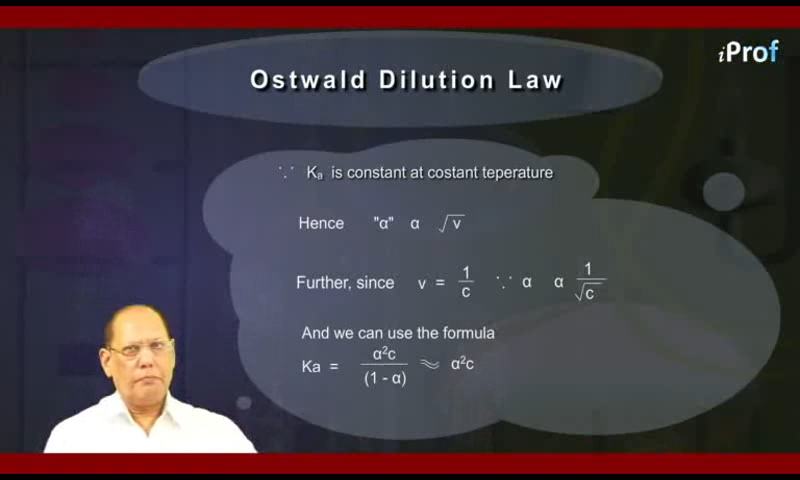 iProf
Ostwald Dilution Law
∵ Kₐ is constant at costant teperature
Hence "α" α √v
Further, since v = 1/c ∵ α α 1/√c
And we can use the formula
Ka = α²c/(1 - α) ≈ α²c